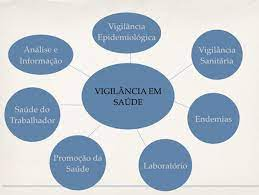 Vigilância
Epidemiológica
Análise e
Informação
Vigilância
Sanitária
VIGILÂNCIA EM
SAÚDE
Saúde do
Trabalhador
Endemias
Promoção da
Saúde
Laboratório